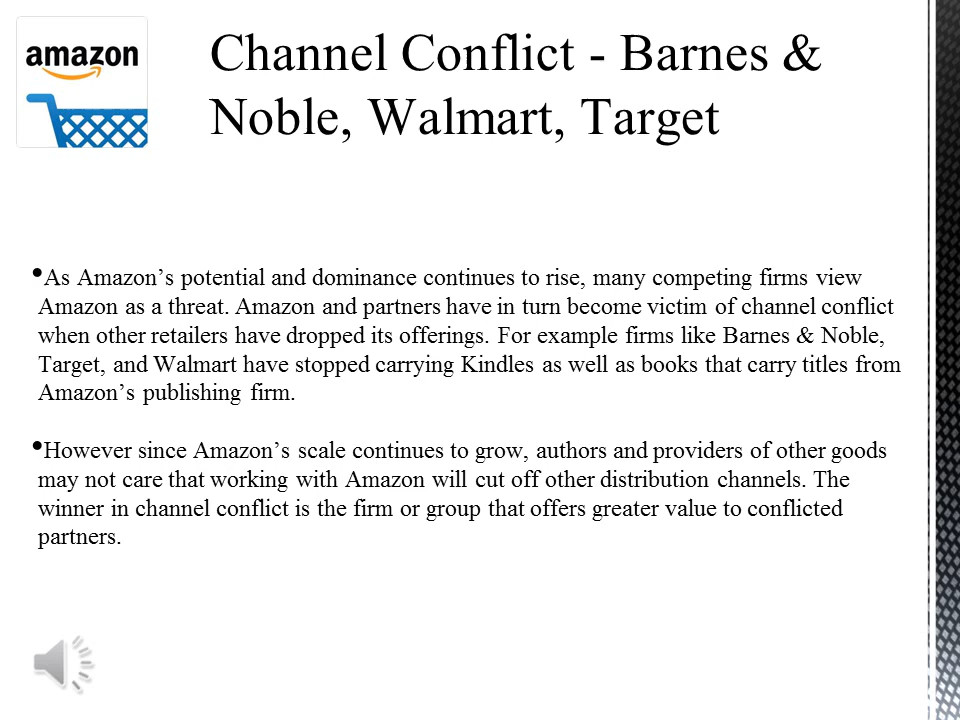 amazon
Channel Conflict - Barnes &
Noble, Walmart, Target
•As Amazon’s potential and dominance continues to rise, many competing firms view
Amazon as a threat. Amazon and partners have in turn become victim of channel conflict
when other retailers have dropped its offerings. For example firms like Barnes & Noble,
Target, and Walmart have stopped carrying Kindles as well as books that carry titles from
Amazon’s publishing firm.
•However since Amazon’s scale continues to grow, authors and providers of other goods
may not care that working with Amazon will cut off other distribution channels. The
winner in channel conflict is the firm or group that offers greater value to conflicted
partners.